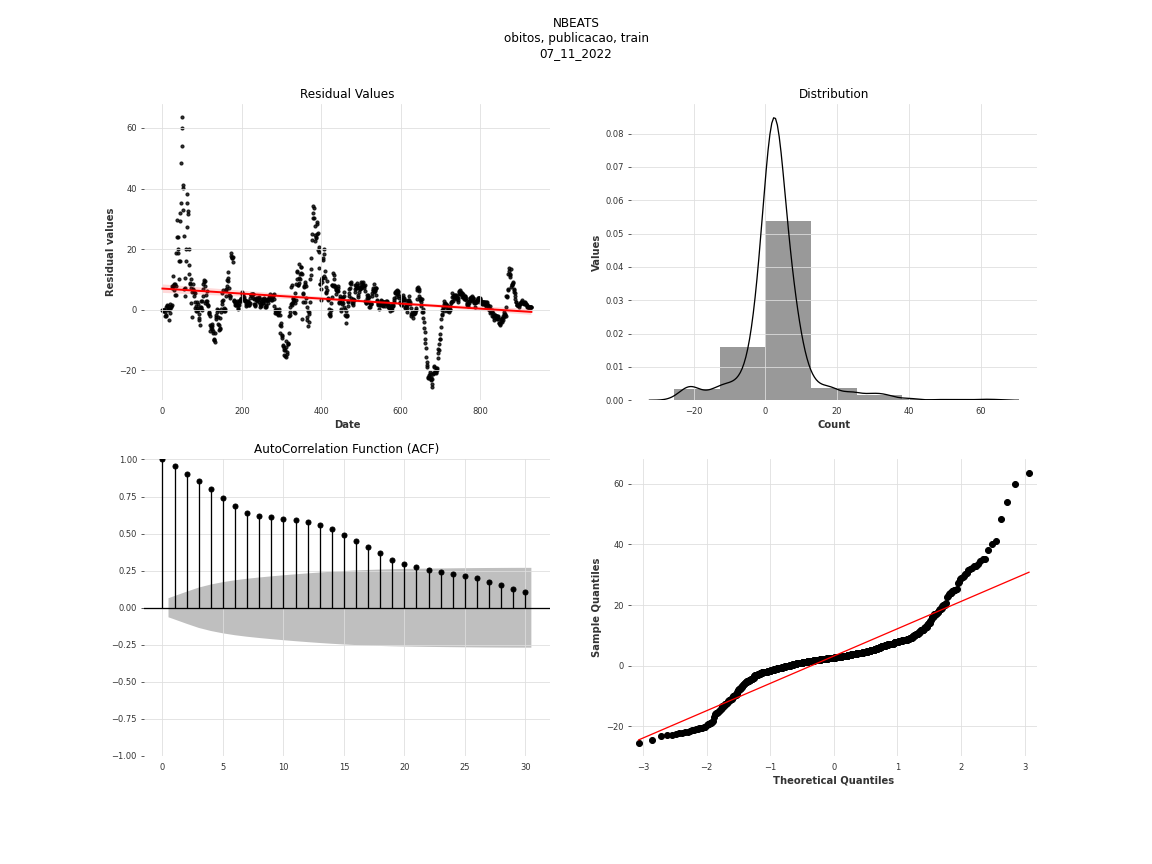 NBEATS
obitos, publicacao, train
07_11_2022
Residual Values
60
40
20
0
−20
Residual values
0 200 400 600 800
Date
Distribution
0.08
0.07
0.06
0.05
0.04
0.03
0.02
0.01
0.00
Values
−20 0 20 40 60
Count
AutoCorrelation Function (ACF)
1.00
0.75
0.50
0.25
0.00
−0.25
−0.50
−0.75
−1.00
0 5 10 15 20 25 30
60
40
20
0
−20
Sample Quantiles
−3 −2 −1 0 1 2 3
Theoretical Quantiles